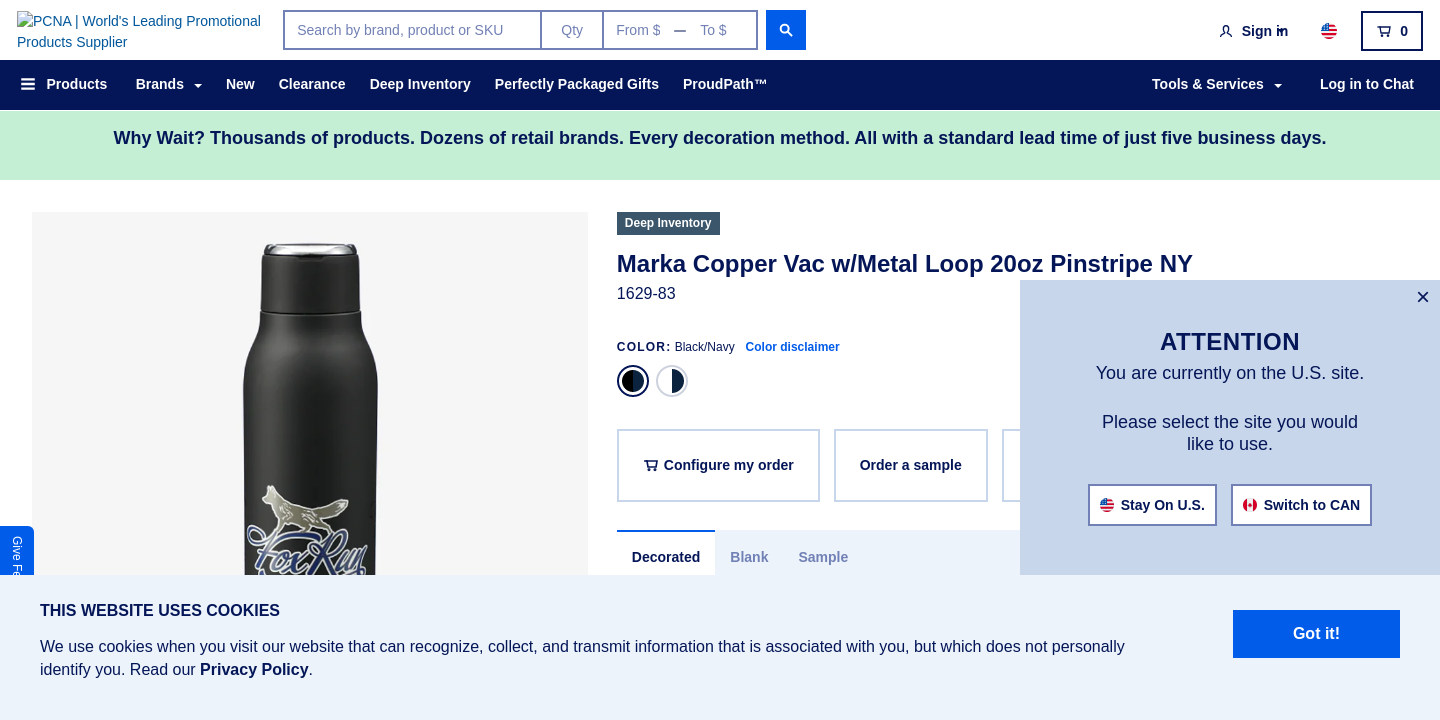 PCNA | World's Leading Promotional
Products Supplier
Search by brand, product or SKU
Qty
From $ — To $
Sign in
0
Products
Brands
New
Clearance
Deep Inventory
Perfectly Packaged Gifts
ProudPath™
Tools & Services
Log in to Chat
Why Wait? Thousands of products. Dozens of retail brands. Every decoration method. All with a standard lead time of just five business days.
Deep Inventory
Marka Copper Vac w/Metal Loop 20oz Pinstripe NY
1629-83
COLOR: Black/Navy Color disclaimer
Configure my order
Order a sample
Decorated
Blank
Sample
Fox Run
×
ATTENTION
You are currently on the U.S. site.
Please select the site you would
like to use.
Stay On U.S.
Switch to CAN
Give Fe
THIS WEBSITE USES COOKIES
We use cookies when you visit our website that can recognize, collect, and transmit information that is associated with you, but which does not personally
identify you. Read our Privacy Policy.
Got it!